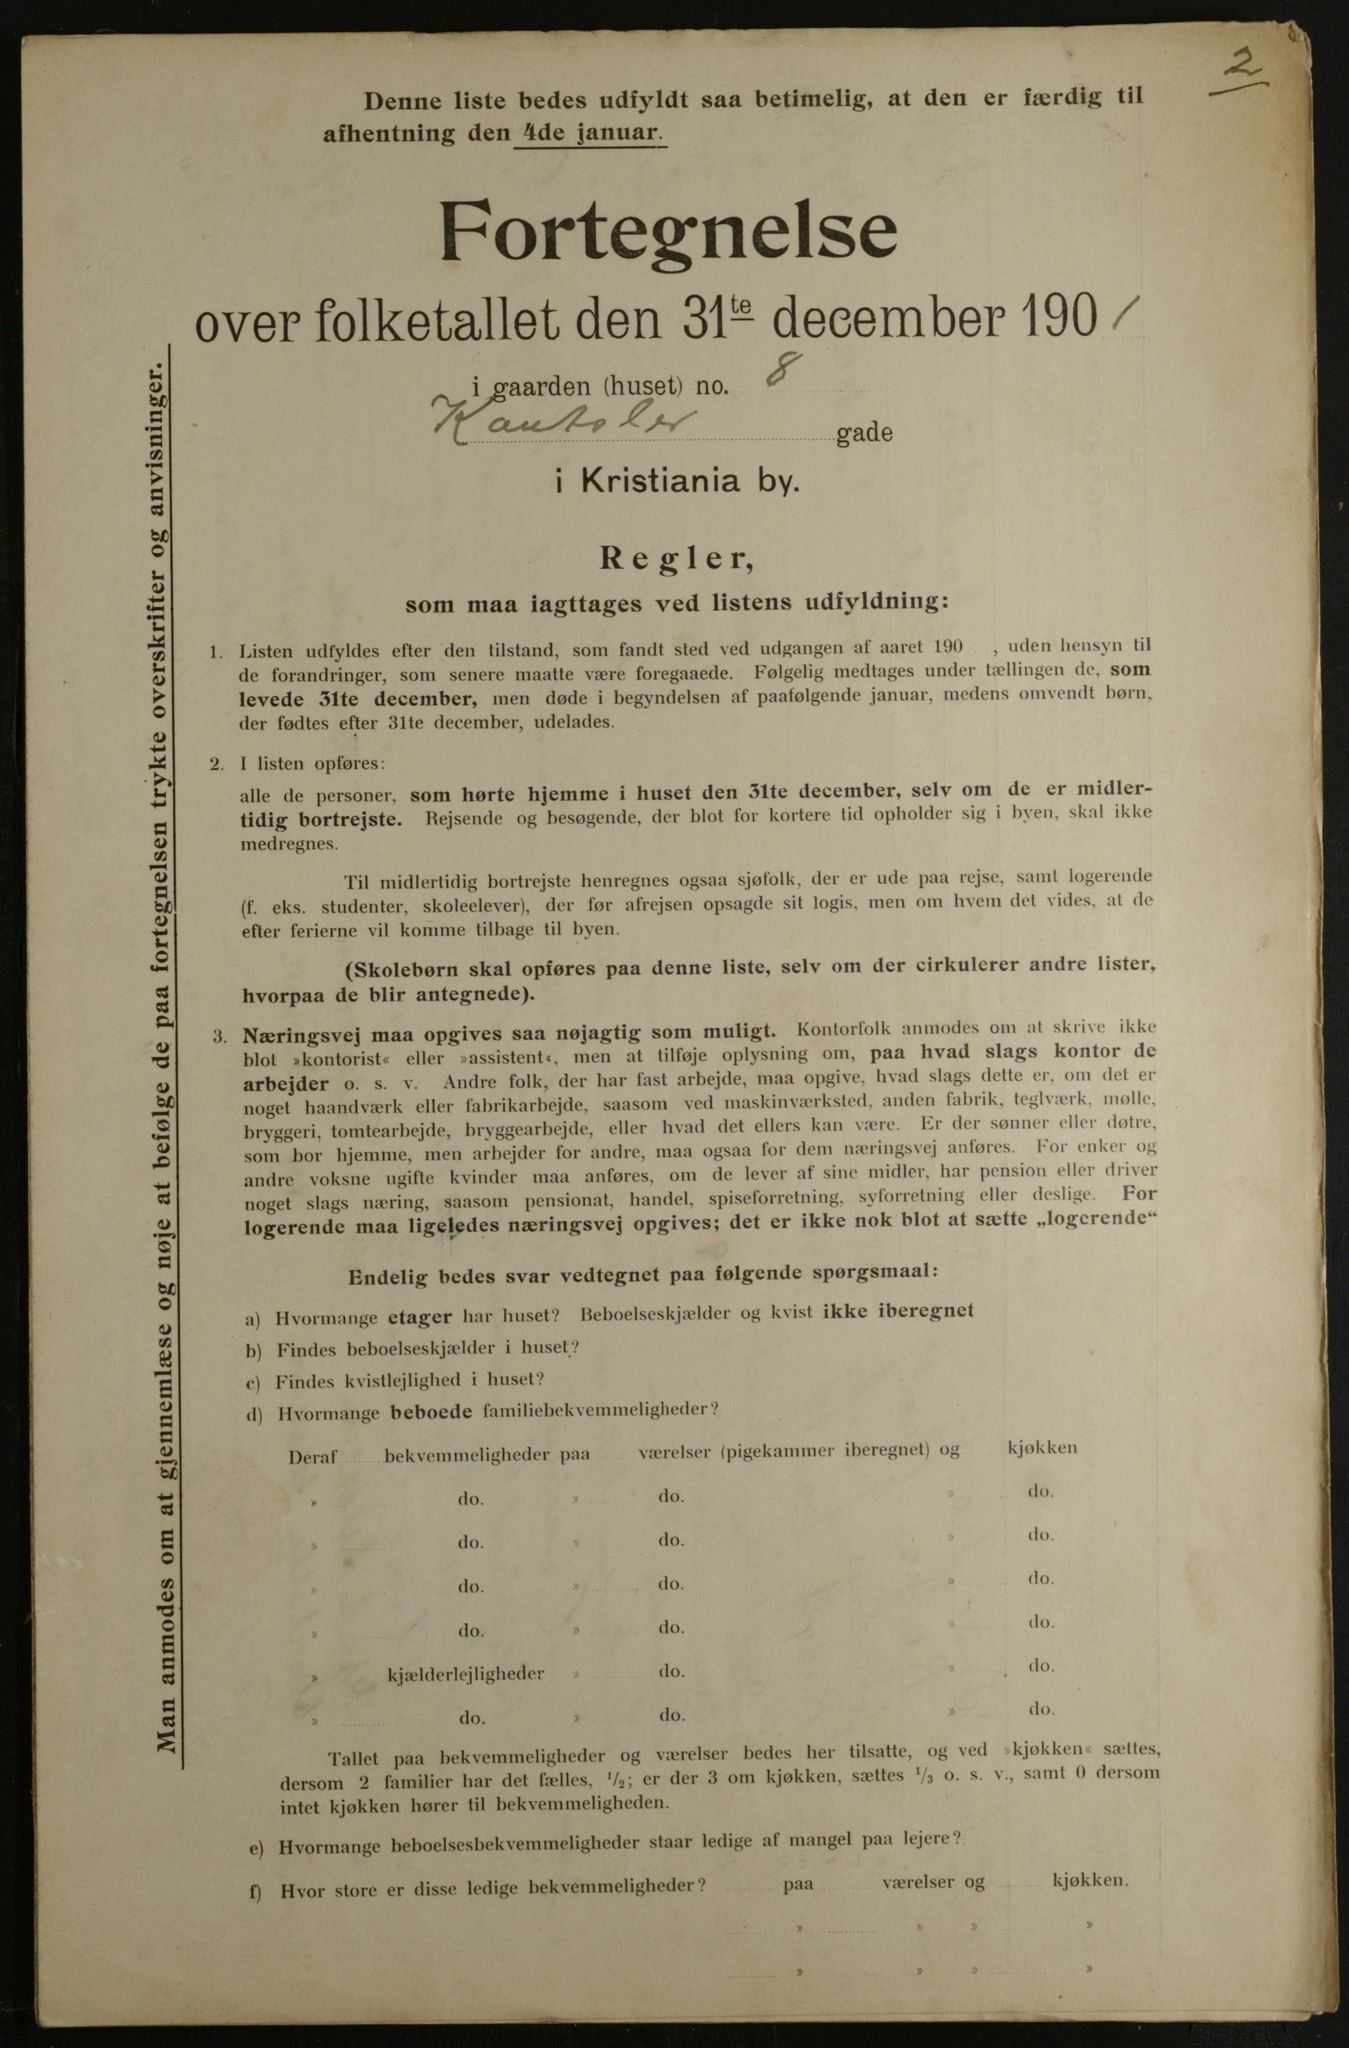 2
Denne liste bedes udfyldt saa betimelig, at den er færdig til
afhentning den 4de januar.
Fortegnelse
over folketallet den 31te december 1901
i gaarden (huset) no. 8
Kantsler gade
i Kristiania by.
Regler,
som maa iagttages ved listens udfyldning:
1. Listen udfyldes efter den tilstand, som fandt sted ved udgangen af aaret 190 , uden hensyn til
de forandringer, som senere maatte være foregaaede. Følgelig medtages under tællingen de, som
levede 31te december, men døde i begyndelsen af paafølgende januar, medens omvendt børn,
der fødtes efter 31te december, udelades.
2. I listen opføres:
alle de personer, som hørte hjemme i huset den 31te december, selv om de er midler-
tidig bortrejste. Rejsende og besøgende, der blot for kortere tid opholder sig i byen, skal ikke
medregnes.
Til midlertidig bortrejste henregnes ogsaa sjøfolk, der er ude paa rejse, samt logerende
(f. eks. studenter, skoleelever), der før afrejsen opsagde sit logis, men om hvem det vides, at de
efter ferierne vil komme tilbage til byen.
(Skolebørn skal opføres paa denne liste, selv om der cirkulerer andre lister,
hvorpaa de blir antegnede).
3. Næringsvej maa opgives saa nøjagtig som muligt. Kontorfolk anmodes om at skrive ikke
blot »kontorist« eller »assistent«, men at tilføje oplysning om, paa hvad slags kontor de
arbejder o. s. v. Andre folk, der har fast arbejde, maa opgive, hvad slags dette er, om det er
noget haandværk eller fabrikarbejde, saasom ved maskinværksted, anden fabrik, teglværk, mølle,
bryggeri, tomtearbejde, bryggearbejde, eller hvad det ellers kan være. Er der sønner eller døtre,
som bor hjemme, men arbejder for andre, maa ogsaa for dem næringsvej anføres. For enker og
andre voksne ugifte kvinder maa anføres, om de lever af sine midler, har pension eller driver
noget slags næring, saasom pensionat, handel, spiseforretning, syforretning eller deslige. For
logerende maa ligeledes næringsvej opgives; det er ikke nok blot at sætte „logerende“
Endelig bedes svar vedtegnet paa følgende spørgsmaal:
a) Hvormange etager har huset? Beboelseskjælder og kvist ikke iberegnet
b) Findes beboelseskjælder i huset?
c) Findes kvistlejlighed i huset?
d) Hvormange beboede familiebekvemmeligheder?
Deraf bekvemmeligheder paa værelser (pigekammer iberegnet) og kjøkken
» do. » do. » do.
» do. » do. » do.
» do. » do. » do.
» do. » do. » do.
» kjælderlejligheder » do. » do.
» do. » do. » do.
Tallet paa bekvemmeligheder og værelser bedes her tilsatte, og ved »kjøkken« sættes,
dersom 2 familier har det fælles, 1/2; er der 3 om kjøkken, sættes 1/3 o. s. v., samt 0 dersom
intet kjøkken hører til bekvemmeligheden.
e) Hvormange beboelsesbekvemmeligheder staar ledige af mangel paa lejere?
f) Hvor store er disse ledige bekvemmeligheder? paa værelser og kjøkken.
» » » »
» » » »
Man anmodes om at gjennemlæse og nøje at befølge de paa fortegnelsen trykte overskrifter og anvisninger.